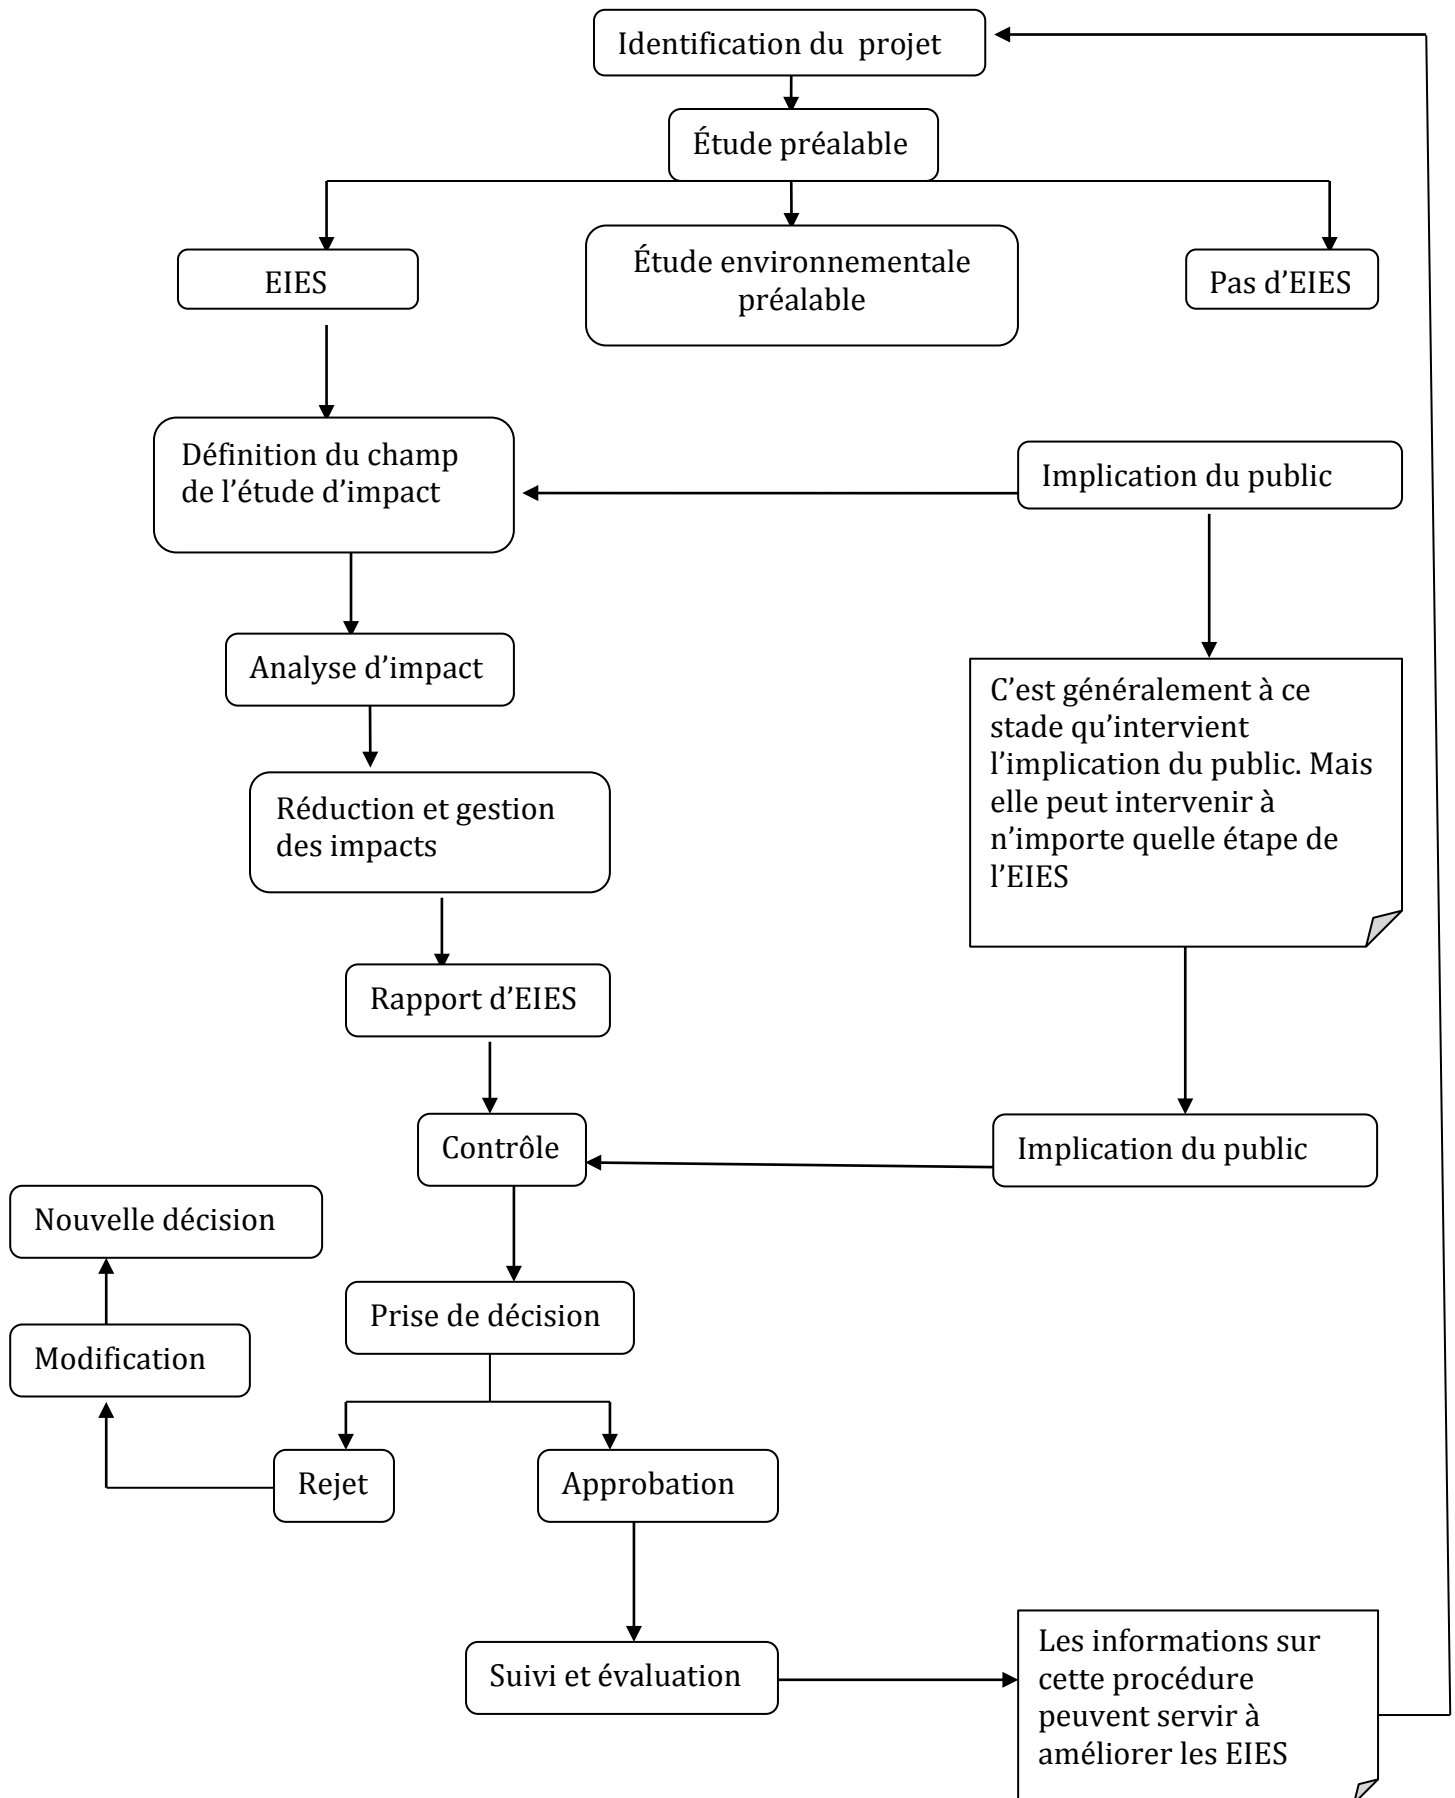 Identification du  projet
Étude préalable
EIES
Étude environnementale
préalable
Pas d’EIES
Définition du champ
de l’étude d’impact
Implication du public
Analyse d’impact
C’est généralement à ce
stade qu’intervient
l’implication du public. Mais
elle peut intervenir à
n’importe quelle étape de
l’EIES
Réduction et gestion
des impacts
Rapport d’EIES
Contrôle
Implication du public
Nouvelle décision
Prise de décision
Modification
Rejet
Approbation
Suivi et évaluation
Les informations sur
cette procédure
peuvent servir à
améliorer les EIES